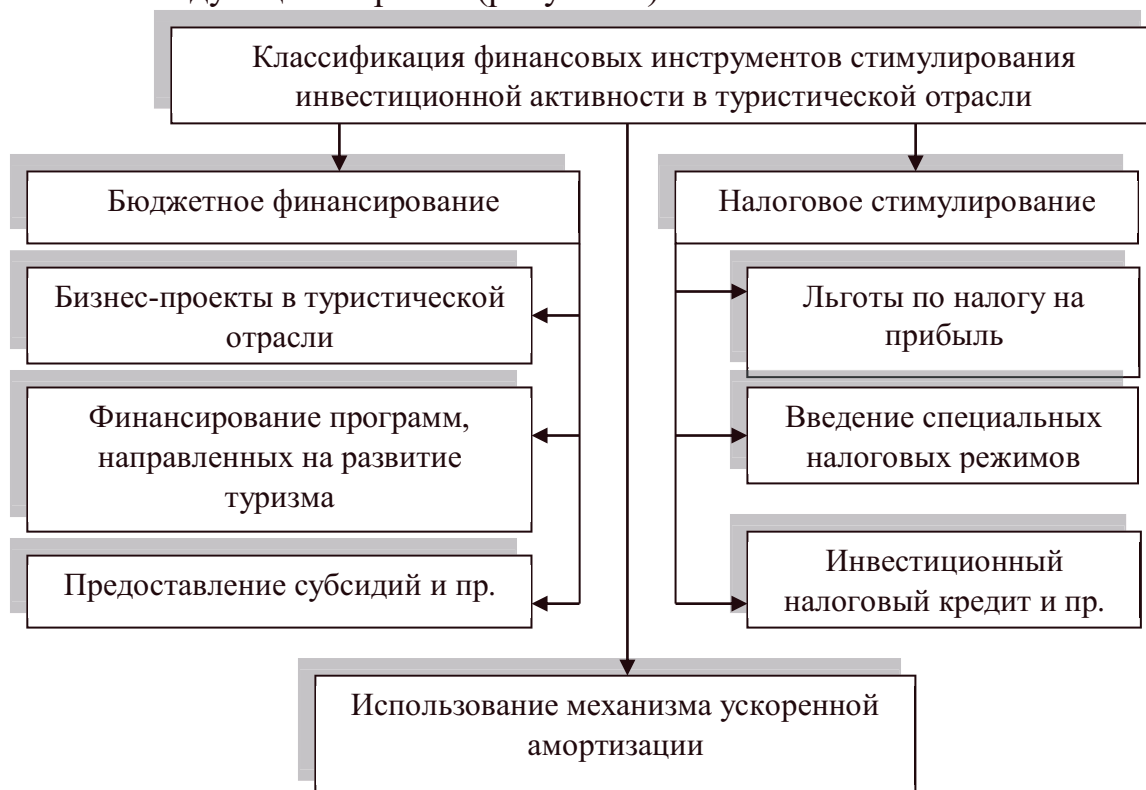 Классификация финансовых инструментов стимулирования
инвестиционной активности в туристической отрасли
Бюджетное финансирование
Бизнес-проекты в туристической
отрасли
Финансирование программ,
направленных на развитие
туризма
Предоставление субсидий и пр.
Налоговое стимулирование
Льготы по налогу на
прибыль
Введение специальных
налоговых режимов
Инвестиционный
налоговый кредит и пр.
Использование механизма ускоренной
амортизации